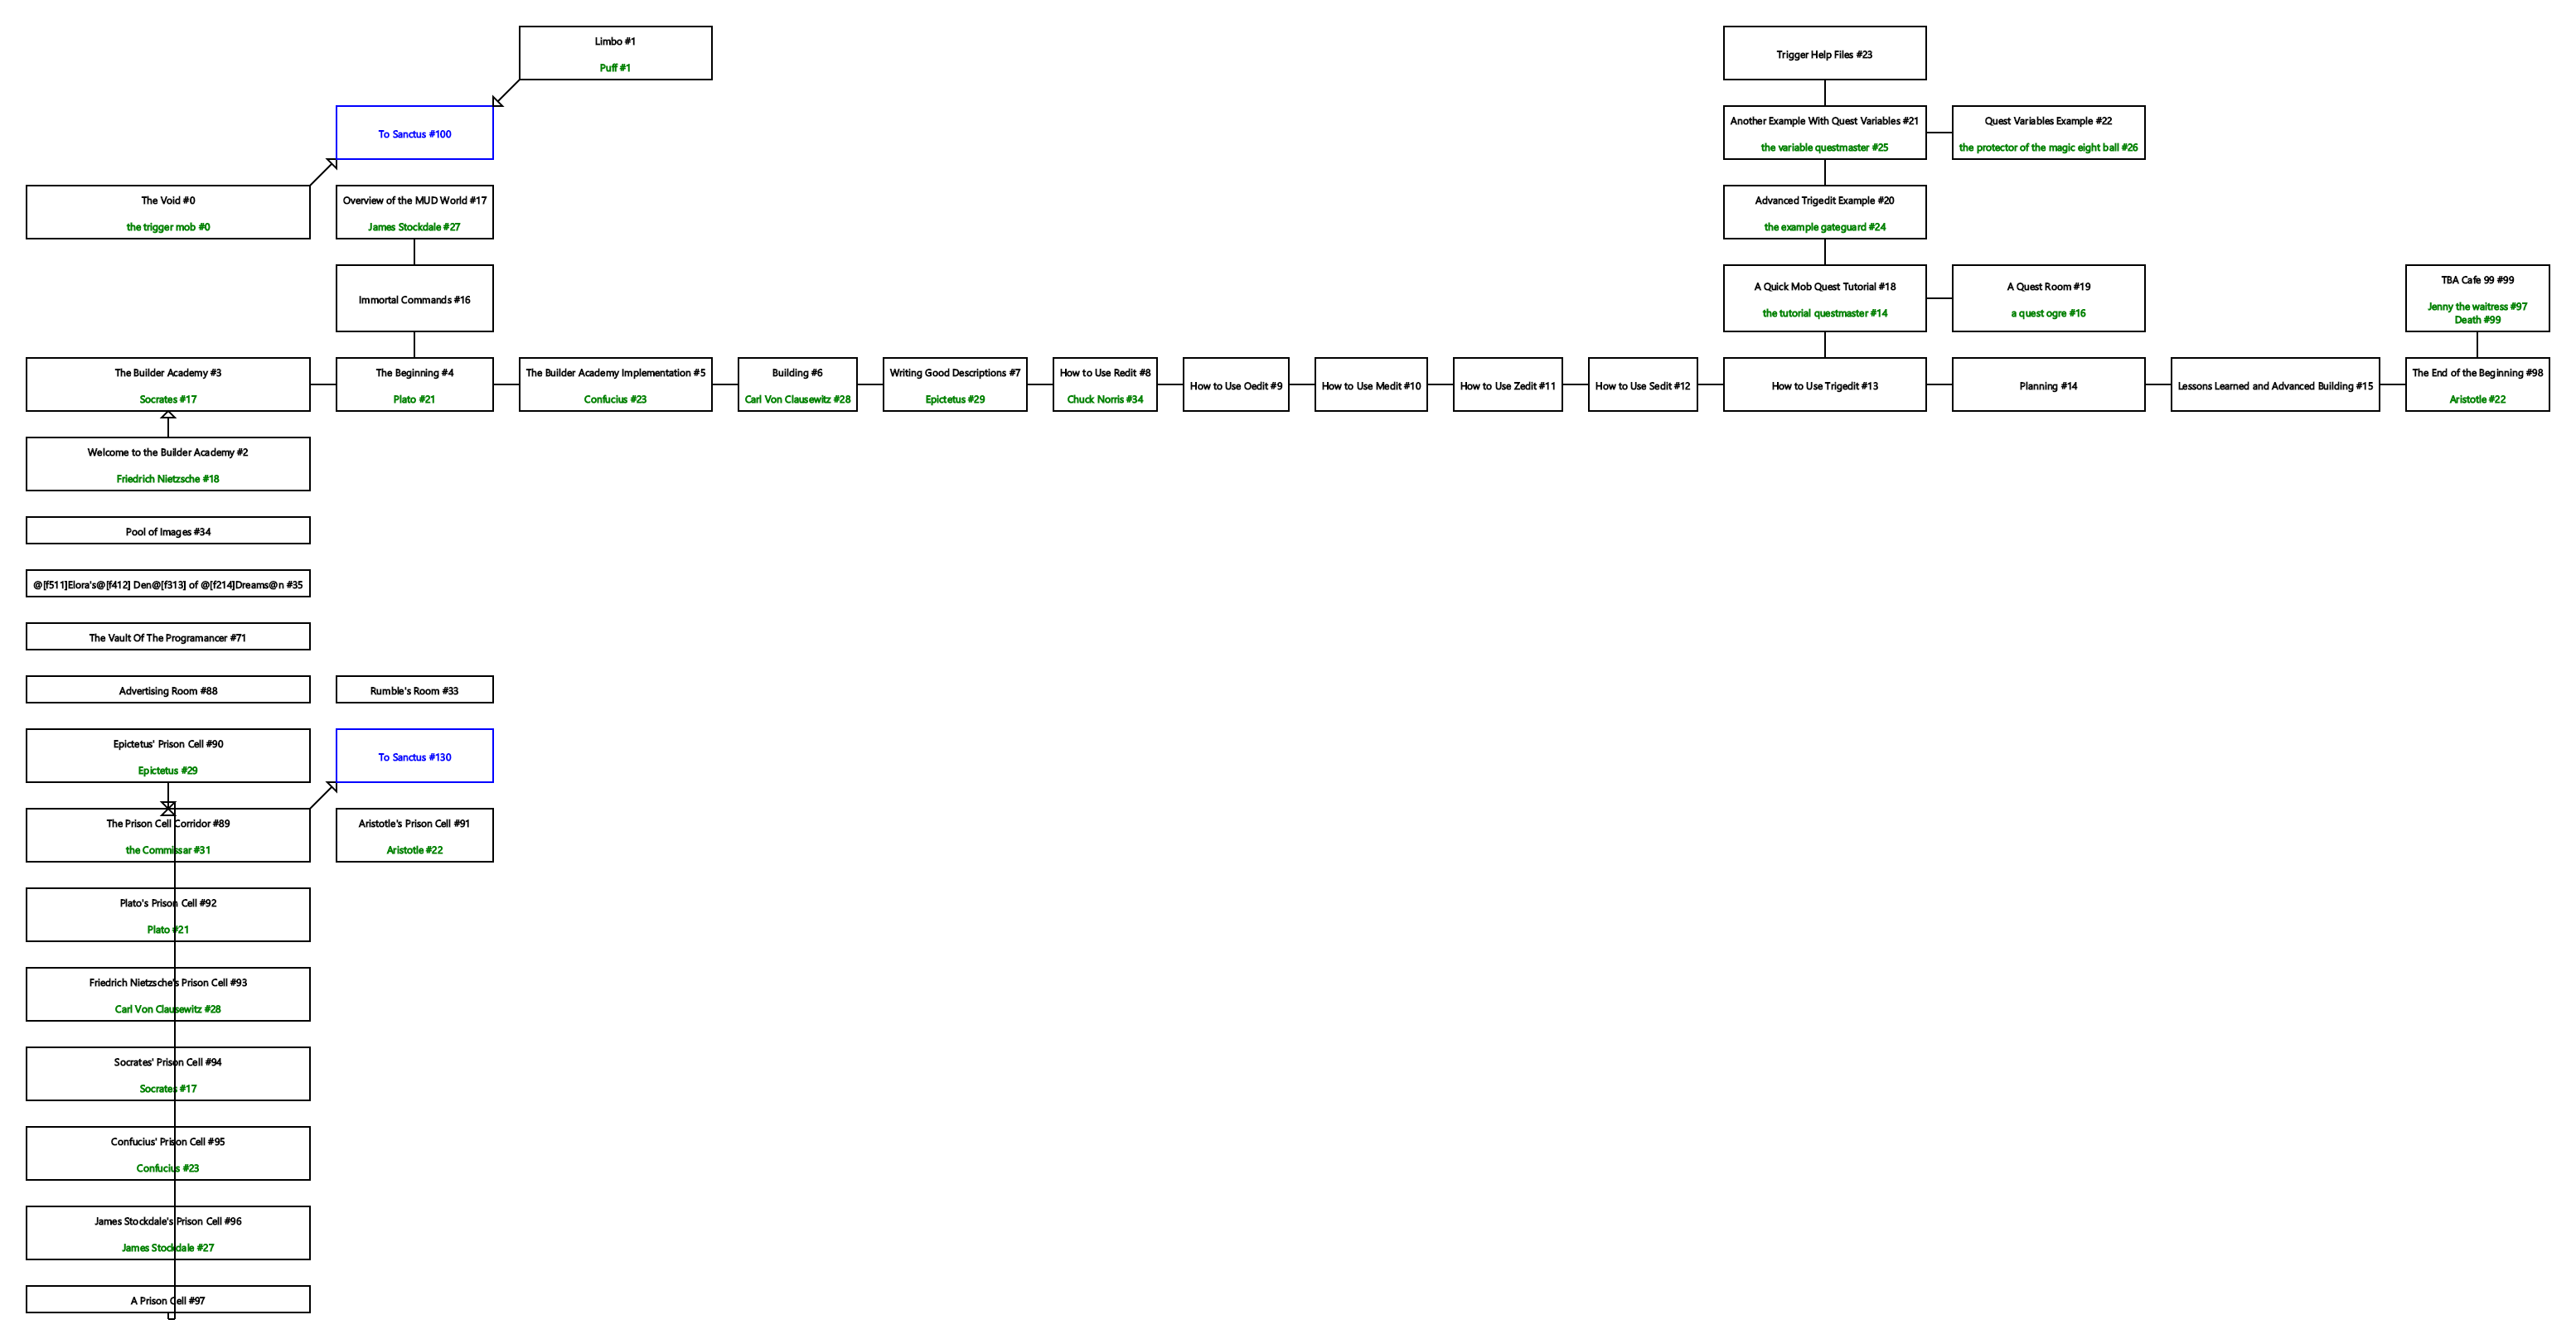 Limbo #1
Puff #1
Trigger Help Files #23
To Sanctus #100
Another Example With Quest Variables #21
the variable questmaster #25
Quest Variables Example #22
the protector of the magic eight ball #26
The Void #0
the trigger mob #0
Overview of the MUD World #17
James Stockdale #27
Advanced Trigedit Example #20
the example gateguard #24
Immortal Commands #16
A Quick Mob Quest Tutorial #18
the tutorial questmaster #14
A Quest Room #19
a quest ogre #16
TBA Cafe 99 #99
Jenny the waitress #97
Death #99
The Builder Academy #3
Socrates #17
The Beginning #4
Plato #21
The Builder Academy Implementation #5
Confucius #23
Building #6
Carl Von Clausewitz #28
Writing Good Descriptions #7
Epictetus #29
How to Use Redit #8
Chuck Norris #34
How to Use Oedit #9
How to Use Medit #10
How to Use Zedit #11
How to Use Sedit #12
How to Use Trigedit #13
Planning #14
Lessons Learned and Advanced Building #15
The End of the Beginning #98
Aristotle #22
Welcome to the Builder Academy #2
Friedrich Nietzsche #18
Pool of Images #34
@[f511]Elora's@[f412] Den@[f313] of @[f214]Dreams@n #35
The Vault Of The Programancer #71
Advertising Room #88
Rumble's Room #33
Epictetus' Prison Cell #90
Epictetus #29
To Sanctus #130
The Prison Cell Corridor #89
the Commissar #31
Aristotle's Prison Cell #91
Aristotle #22
Plato's Prison Cell #92
Plato #21
Friedrich Nietzsche's Prison Cell #93
Carl Von Clausewitz #28
Socrates' Prison Cell #94
Socrates #17
Confucius' Prison Cell #95
Confucius #23
James Stockdale's Prison Cell #96
James Stockdale #27
A Prison Cell #97